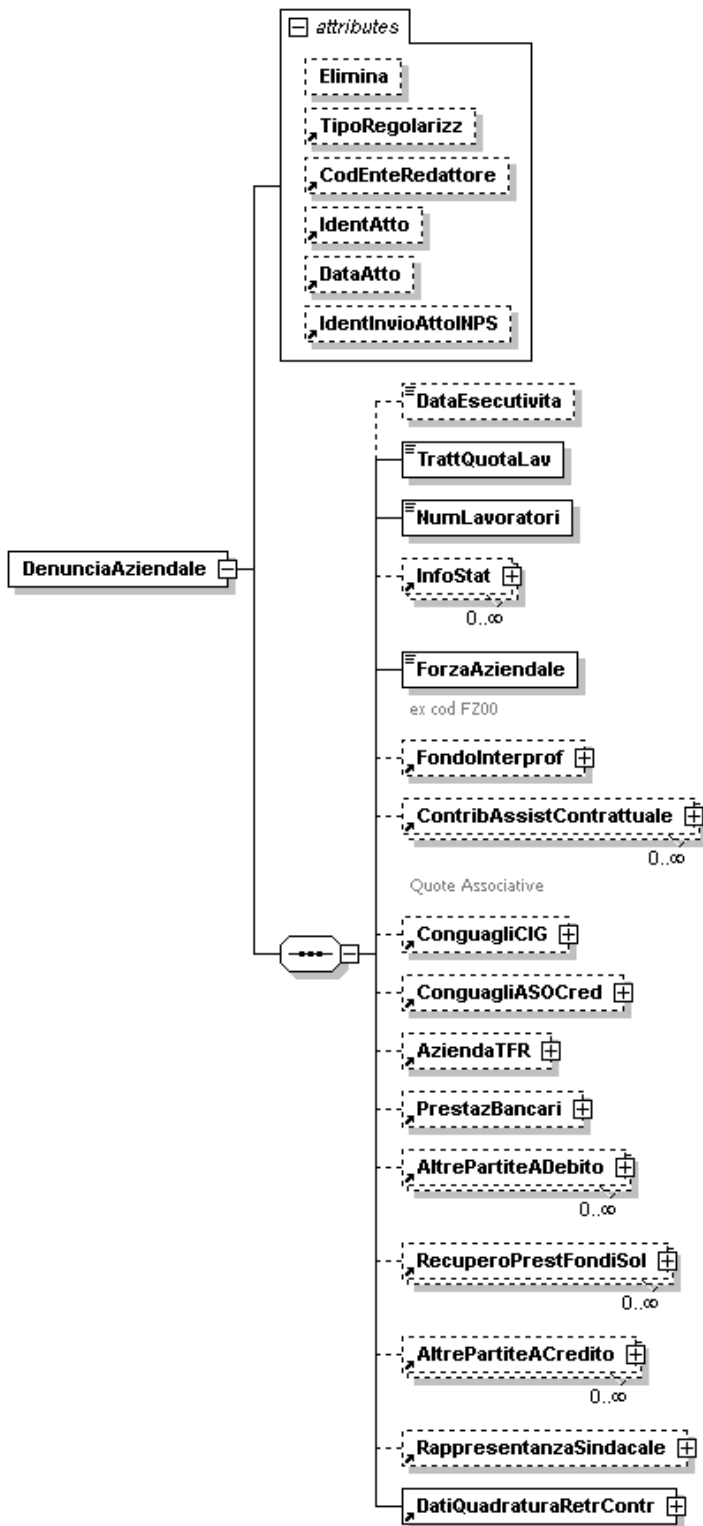 attributes
Elimina
TipoRegolarizz
CodEnteRedattore
IdentAtto
DataAtto
IdentInvioAttoINPS
DenunciaAziendale
DataEsecutivita
TrattQuotaLav
NumLavoratori
InfoStat
0..∞
ForzaAziendale
ex cod FZ00
FondoInterprof
ContribAssistContrattuale
0..∞
Quote Associative
ConguagliCIG
ConguagliASOCred
AziendaTFR
PrestazBancari
AltrePartiteADebito
0..∞
RecuperoPrestFondiSol
0..∞
AltrePartiteACredito
0..∞
RappresentanzaSindacale
DatiQuadraturaRetrContr